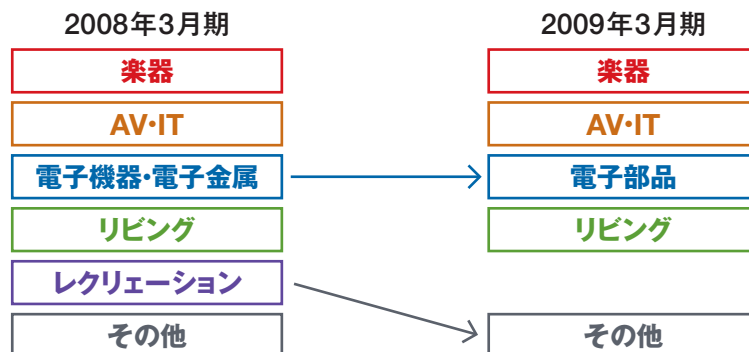 2008年3月期
楽器
AV・IT
電子機器・電子金属
リビング
レクリェーション
その他
2009年3月期
楽器
AV・IT
電子部品
リビング
その他